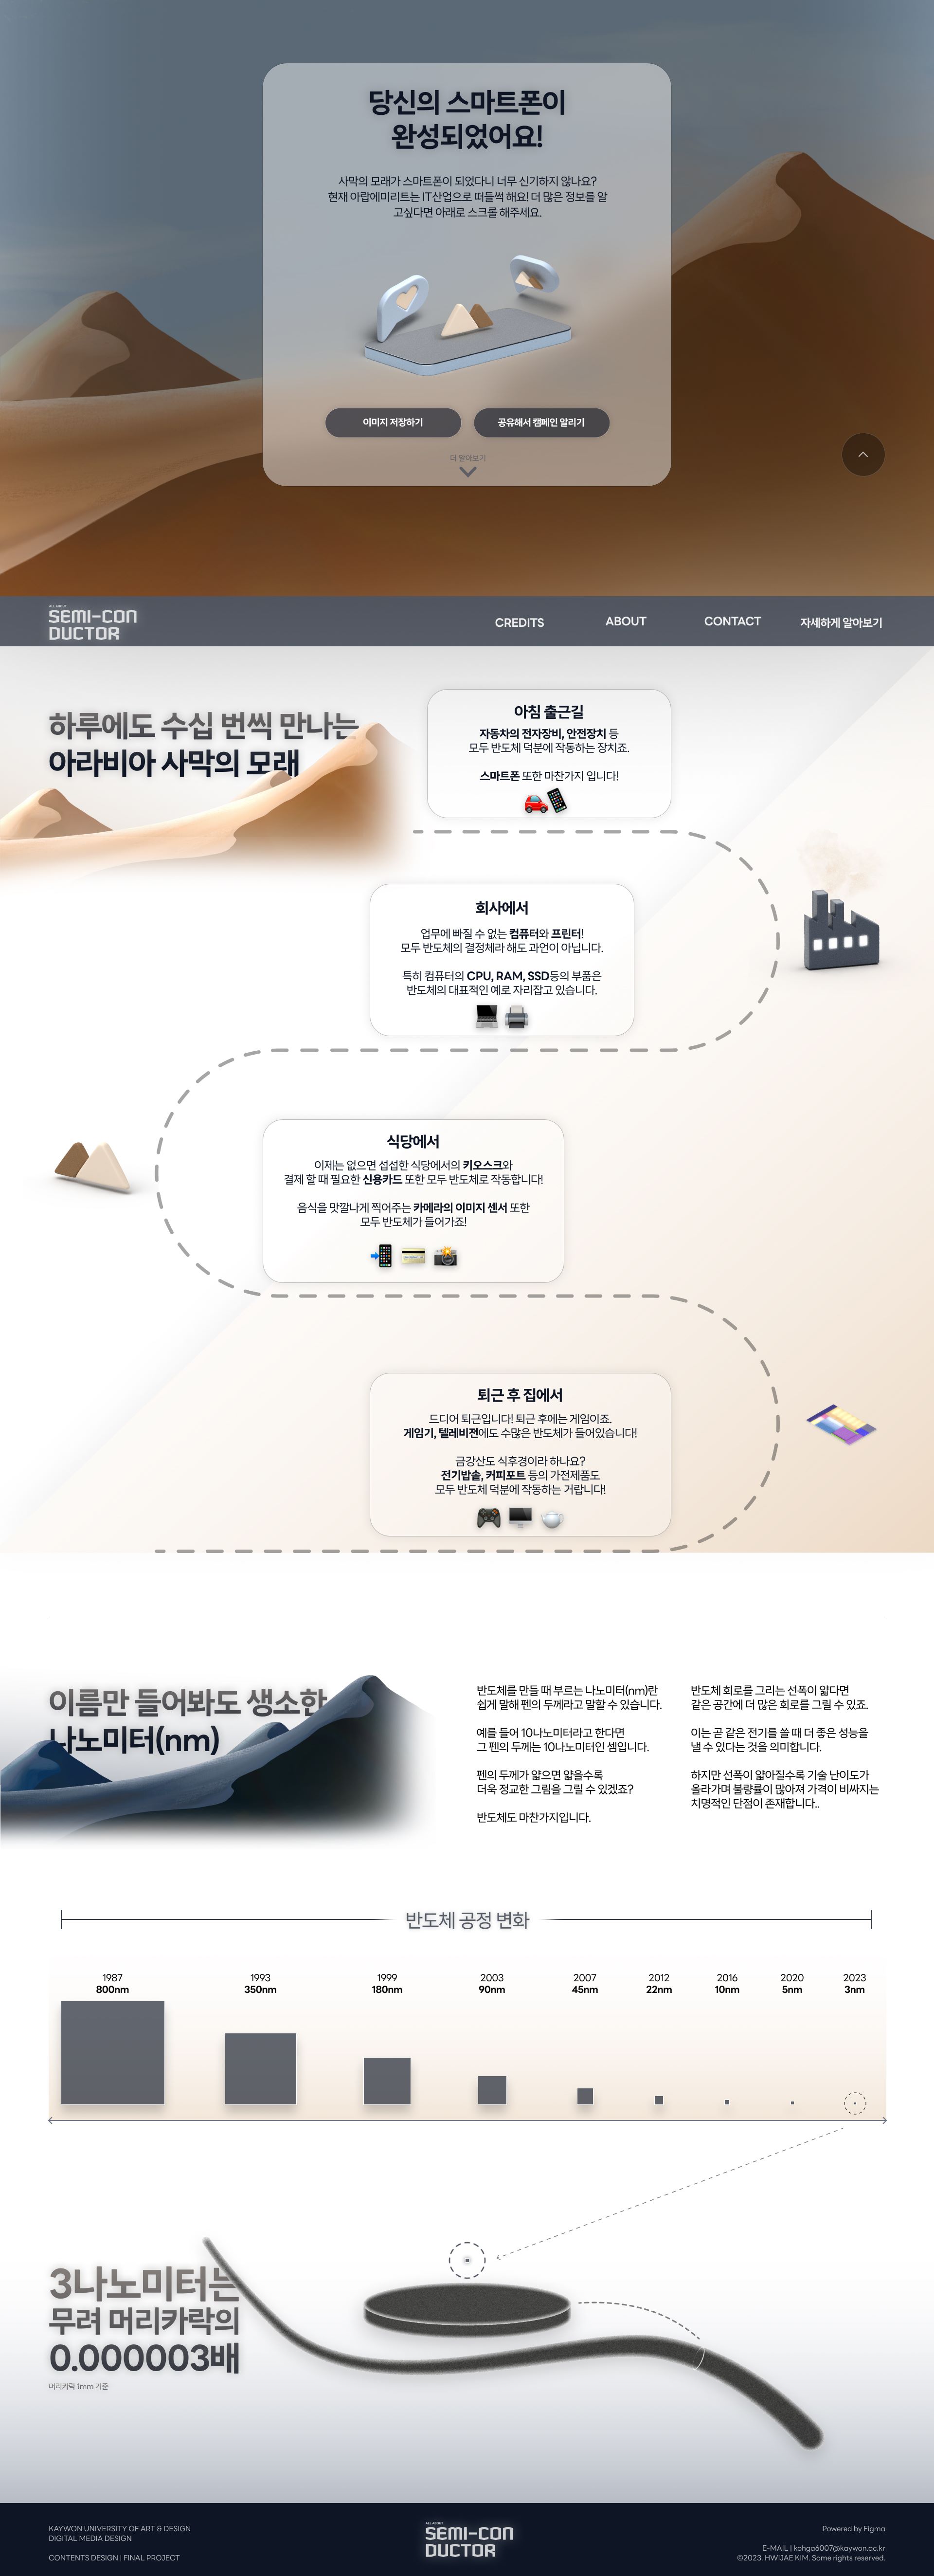 당신의 스마트폰이
완성되었어요!
사막의 모래가 스마트폰이 되었다니 너무 신기하지 않나요?
현재 아랍에미리트는 IT산업으로 떠들썩 해요! 더 많은 정보를 알
고싶다면 아래로 스크롤 해주세요.
이미지 저장하기
공유해서 캠페인 알리기
더 알아보기
ALL ABOUT
SEMI-CON
DUCTOR
CREDITS
ABOUT
CONTACT
자세하게 알아보기
하루에도 수십 번씩 만나는
아라비아 사막의 모래
아침 출근길
자동차의 전자장비, 안전장치 등
모두 반도체 덕분에 작동하는 장치죠.
스마트폰 또한 마찬가지 입니다!
회사에서
업무에 빠질 수 없는 컴퓨터와 프린터!
모두 반도체의 결정체라 해도 과언이 아닙니다.
특히 컴퓨터의 CPU, RAM, SSD등의 부품은
반도체의 대표적인 예로 자리잡고 있습니다.
식당에서
이제는 없으면 섭섭한 식당에서의 키오스크와
결제 할 때 필요한 신용카드 또한 모두 반도체로 작동합니다!
음식을 맛깔나게 찍어주는 카메라의 이미지 센서 또한
모두 반도체가 들어가죠!
퇴근 후 집에서
드디어 퇴근입니다! 퇴근 후에는 게임이죠.
게임기, 텔레비전에도 수많은 반도체가 들어있습니다!
금강산도 식후경이라 하나요?
전기밥솥, 커피포트 등의 가전제품도
모두 반도체 덕분에 작동하는 거랍니다!
이름만 들어봐도 생소한
나노미터(nm)
반도체를 만들 때 부르는 나노미터(nm)란
쉽게 말해 펜의 두께라고 말할 수 있습니다.
예를 들어 10나노미터라고 한다면
그 펜의 두께는 10나노미터인 셈입니다.
펜의 두께가 얇으면 얇을수록
더욱 정교한 그림을 그릴 수 있겠죠?
반도체도 마찬가지입니다.
반도체 회로를 그리는 선폭이 얇다면
같은 공간에 더 많은 회로를 그릴 수 있죠.
이는 곧 같은 전기를 쓸 때 더 좋은 성능을
낼 수 있다는 것을 의미합니다.
하지만 선폭이 얇아질수록 기술 난이도가
올라가며 불량률이 많아져 가격이 비싸지는
치명적인 단점이 존재합니다..
반도체 공정 변화
1987 1993 1999 2003 2007 2012 2016 2020 2023
800nm 350nm 180nm 90nm 45nm 22nm 10nm 5nm 3nm
3나노미터는
무려 머리카락의
0.000003배
머리카락 1mm 기준
KAYWON UNIVERSITY OF ART & DESIGN
DIGITAL MEDIA DESIGN
CONTENTS DESIGN | FINAL PROJECT
ALL ABOUT
SEMI-CON
DUCTOR
Powered by Figma
E-MAIL | kohga6007@kaywon.ac.kr
©2023. HWIJAE KIM. Some rights reserved.